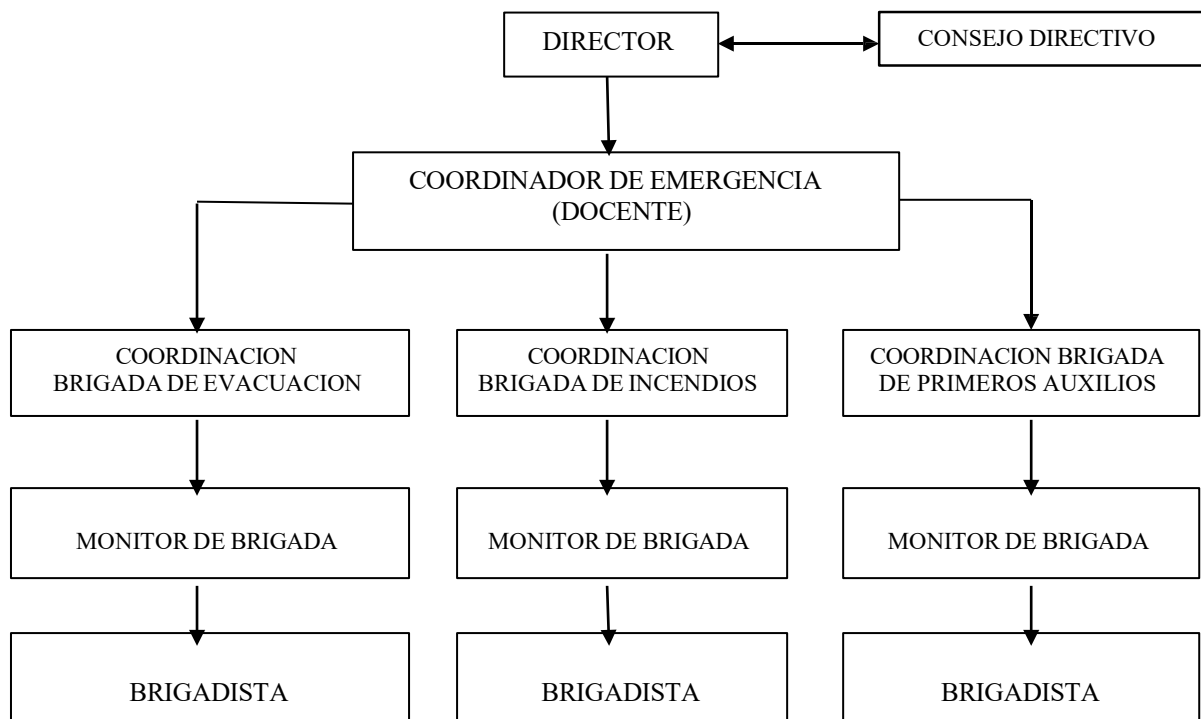 DIRECTOR
CONSEJO DIRECTIVO
COORDINADOR DE EMERGENCIA
(DOCENTE)
COORDINACION
BRIGADA DE EVACUACION
COORDINACION
BRIGADA DE INCENDIOS
COORDINACION BRIGADA
DE PRIMEROS AUXILIOS
MONITOR DE BRIGADA
MONITOR DE BRIGADA
MONITOR DE BRIGADA
BRIGADISTA
BRIGADISTA
BRIGADISTA